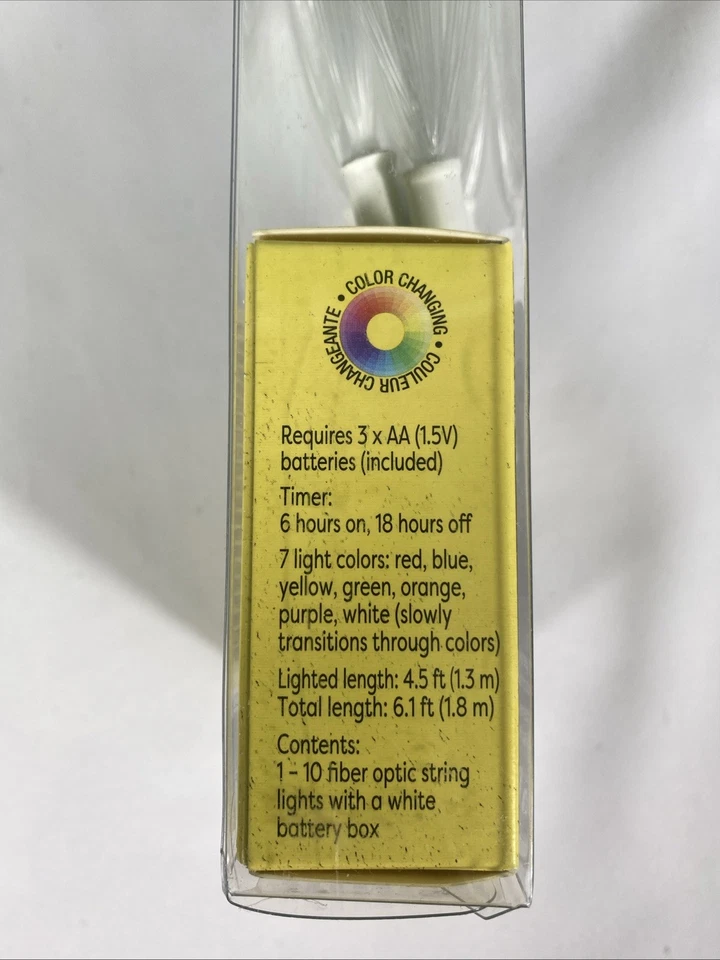 • COLOR CHANGING
• COULEUR CHANGEANTE
Requires 3 x AA (1.5V)
batteries (included)
Timer:
6 hours on, 18 hours off
7 light colors: red, blue,
yellow, green, orange,
purple, white (slowly
transitions through colors)
Lighted length: 4.5 ft (1.3 m)
Total length: 6.1 ft (1.8 m)
Contents:
1 – 10 fiber optic string
lights with a white
battery box